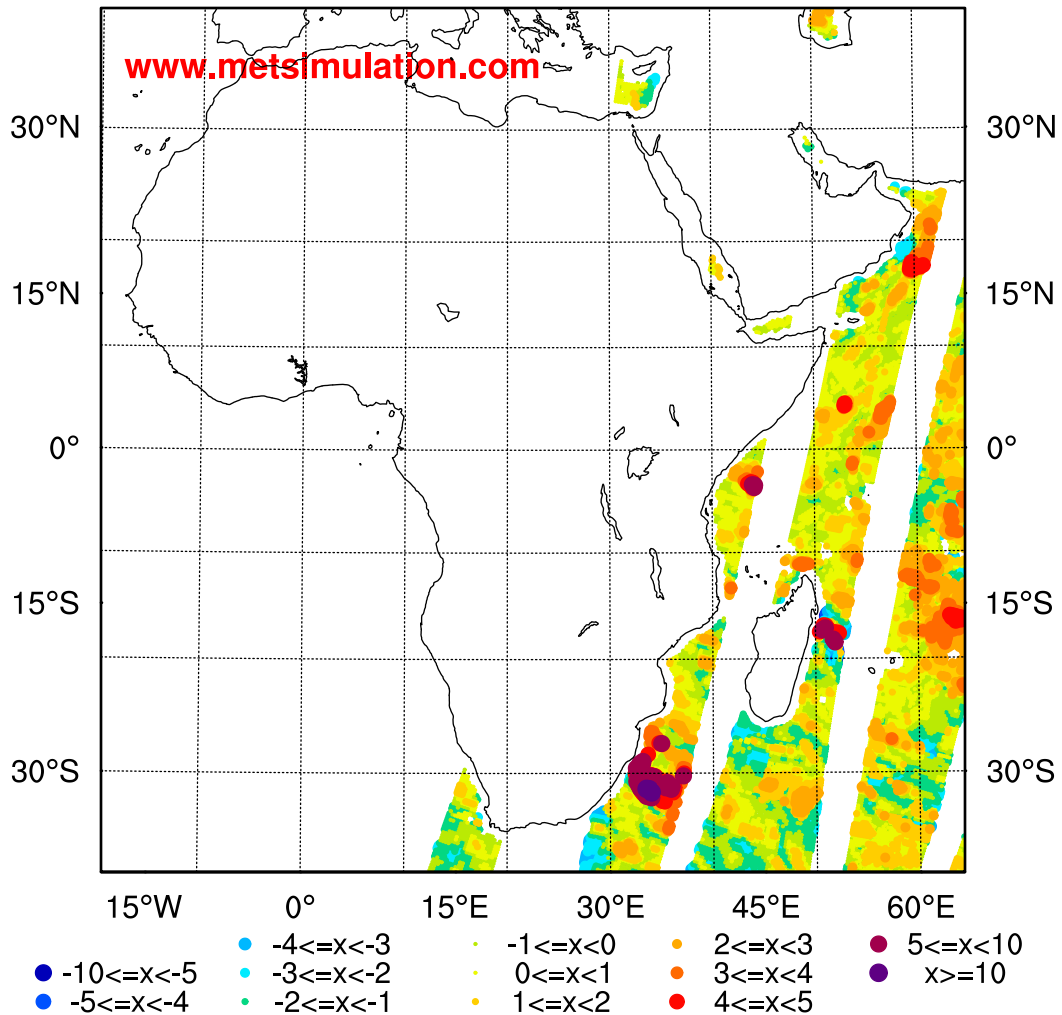 www.metsimulation.com
30°N 30°N
15°N 15°N
0° 0°
15°S 15°S
30°S 30°S
15°W 0° 15°E 30°E 45°E 60°E
-4<=x<-3 -1<=x<0 2<=x<3 5<=x<10
-10<=x<-5 -3<=x<-2 0<=x<1 3<=x<4 x>=10
-5<=x<-4 -2<=x<-1 1<=x<2 4<=x<5